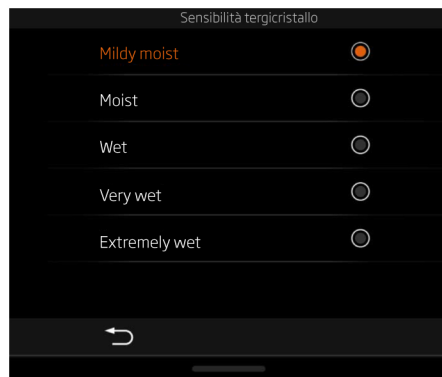 Sensibilità tergicristallo
Mildy moist
Moist
Wet
Very wet
Extremely wet